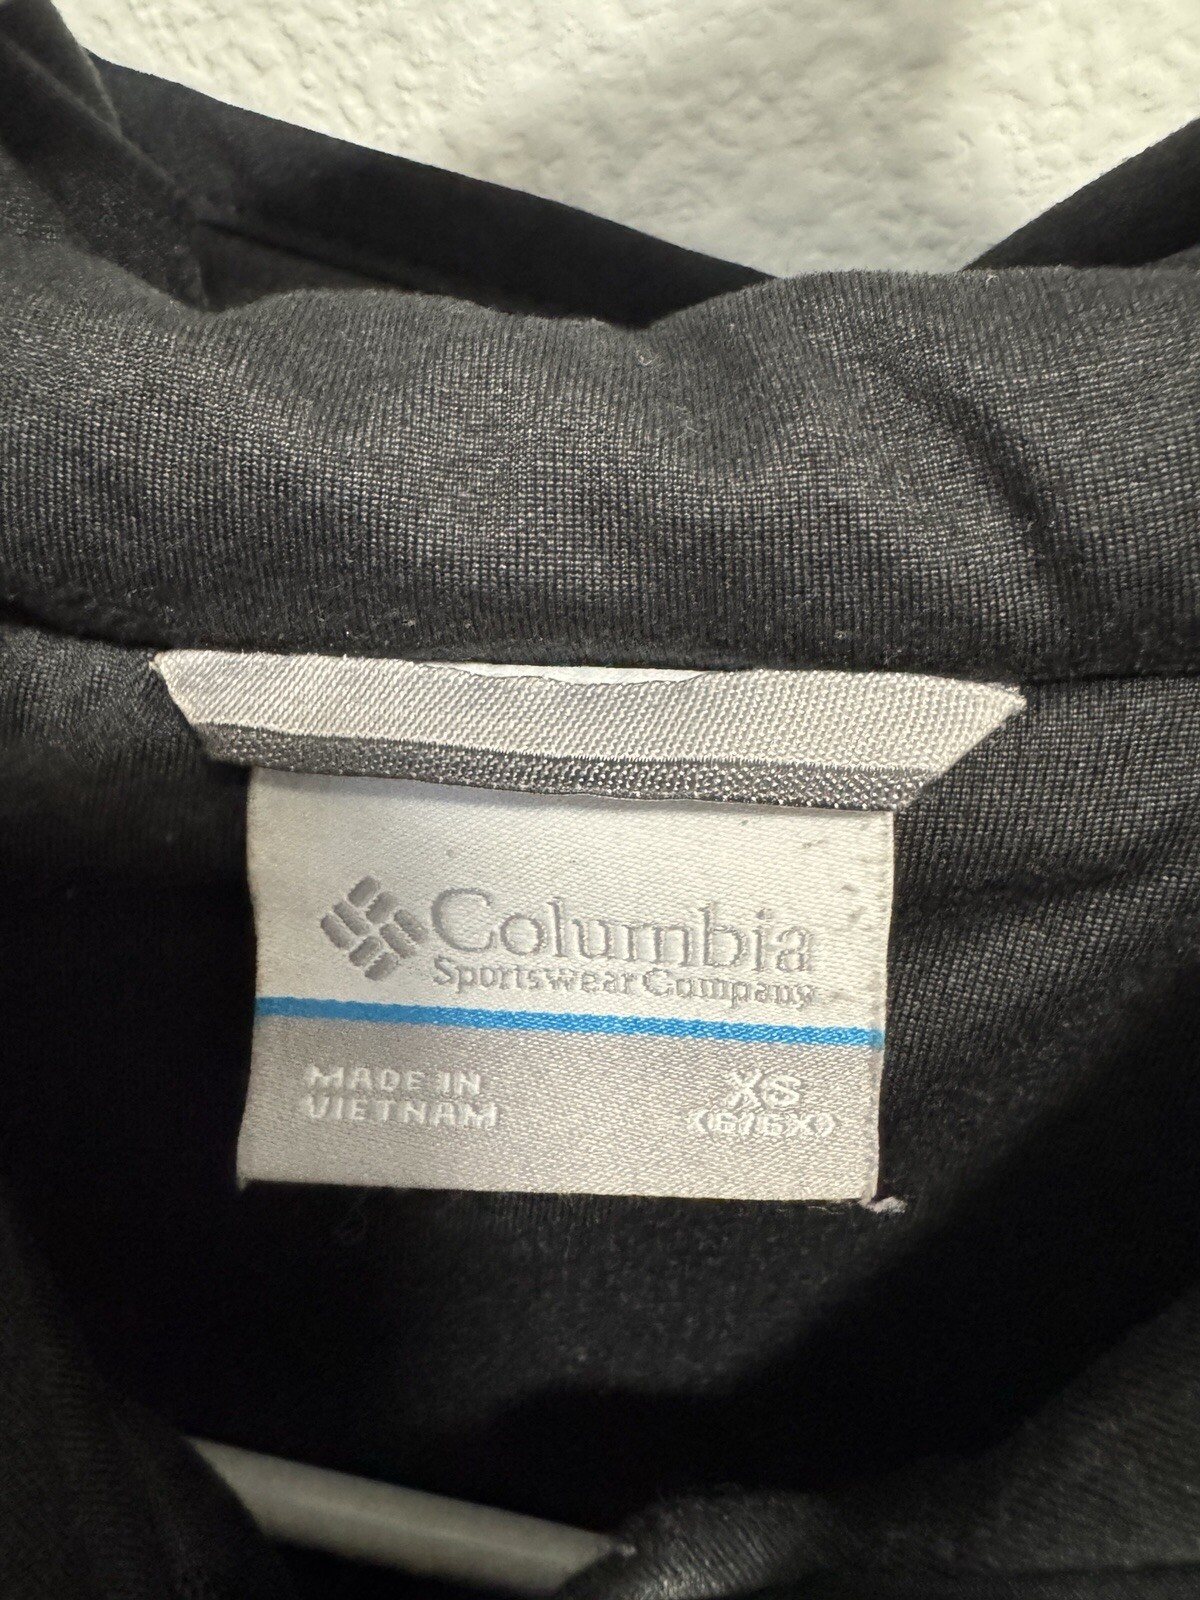 Columbia
Sportswear Company
MADE IN
VIETNAM
XS
(6/6X)